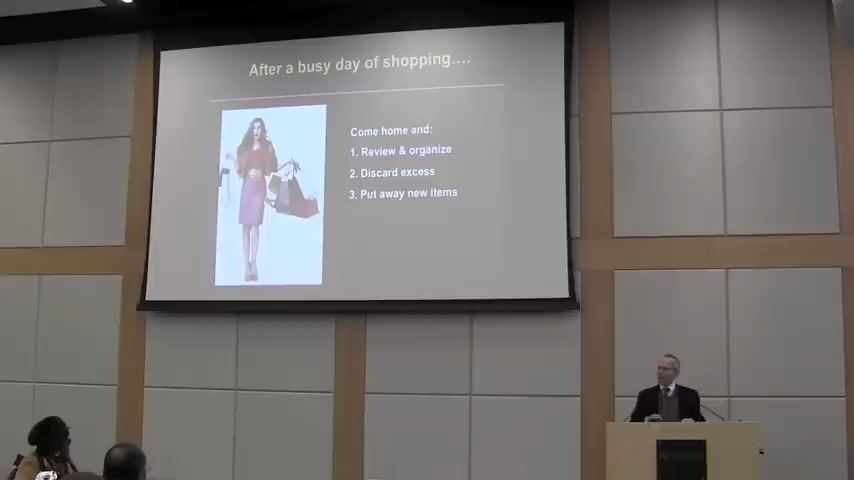 After a busy day of shopping....
Come home and:
1. Review & organize
2. Discard excess
3. Put away new items